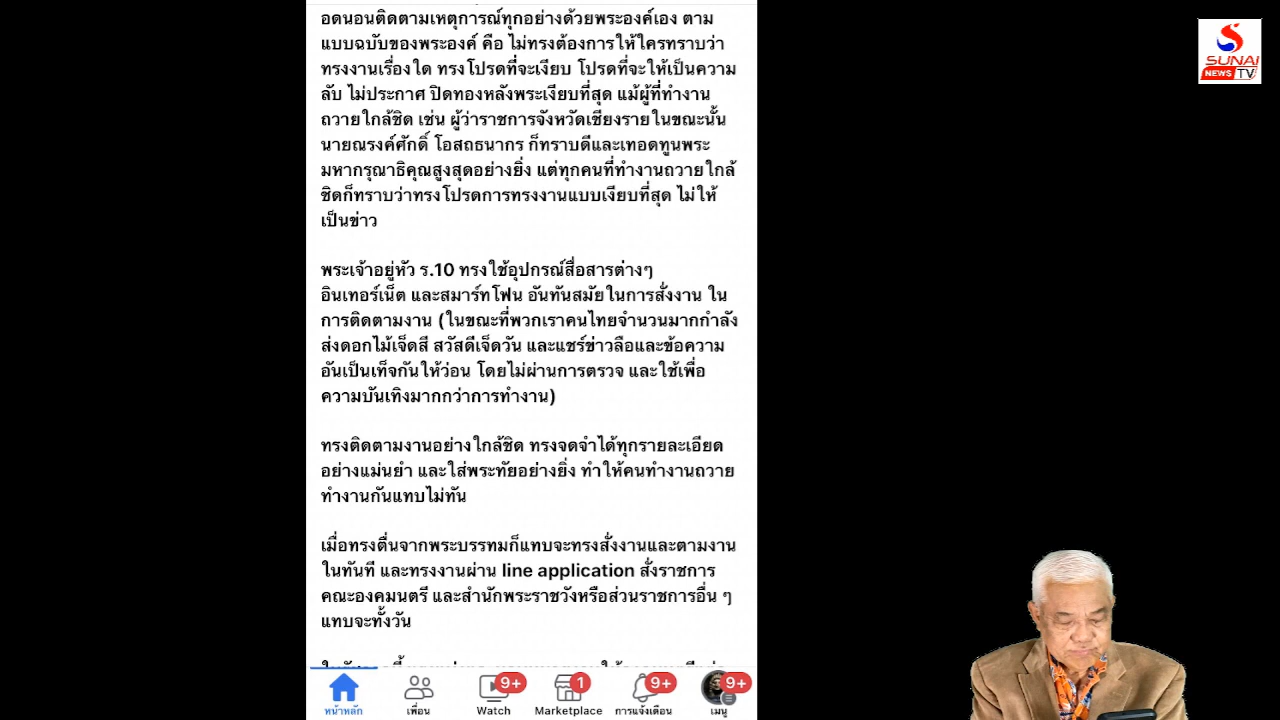 อดนอนติดตามเหตุการณ์ทุกอย่างด้วยพระองค์เอง ตาม
แบบฉบับของพระองค์ คือ ไม่ทรงต้องการให้ใครทราบว่า
ทรงงานเรื่องใด ทรงโปรดที่จะเงียบ โปรดที่จะให้เป็นความ
ลับ ไม่ประกาศ ปิดทองหลังพระเงียบที่สุด แม้ผู้ที่ทำงาน
ถวายใกล้ชิด เช่น ผู้ว่าราชการจังหวัดเชียงรายในขณะนั้น
นายณรงค์ศักดิ์ โอสถธนากร ก็ทราบดีและเทอดทูนพระ
มหากรุณาธิคุณสูงสุดอย่างยิ่ง แต่ทุกคนที่ทำงานถวายใกล้
ชิดก็ทราบว่าทรงโปรดการทรงงานแบบเงียบที่สุด ไม่ให้
เป็นข่าว
พระเจ้าอยู่หัว ร.10 ทรงใช้อุปกรณ์สื่อสารต่างๆ
อินเทอร์เน็ต และสมาร์ทโฟน อันทันสมัยในการสั่งงาน ใน
การติดตามงาน (ในขณะที่พวกเราคนไทยจำนวนมากกำลัง
ส่งดอกไม้เจ็ดสี สวัสดีเจ็ดวัน และแชร์ข่าวลือและข้อความ
อันเป็นเท็จกันให้ว่อน โดยไม่ผ่านการตรวจ และใช้เพื่อ
ความบันเทิงมากกว่าการทำงาน)
ทรงติดตามงานอย่างใกล้ชิด ทรงจดจำได้ทุกรายละเอียด
อย่างแม่นยำ และใส่พระทัยอย่างยิ่ง ทำให้คนทำงานถวาย
ทำงานกันแทบไม่ทัน
เมื่อทรงตื่นจากพระบรรทมก็แทบจะทรงสั่งงานและตามงาน
ในทันที และทรงงานผ่าน line application สั่งราชการ
คณะองคมนตรี และสำนักพระราชวังหรือส่วนราชการอื่น ๆ
แทบจะทั้งวัน
9+ 1 9+ 9+
หน้าหลัก เพื่อน Watch Marketplace การแจ้งเตือน เมนู
SUNAI
NEWS TV